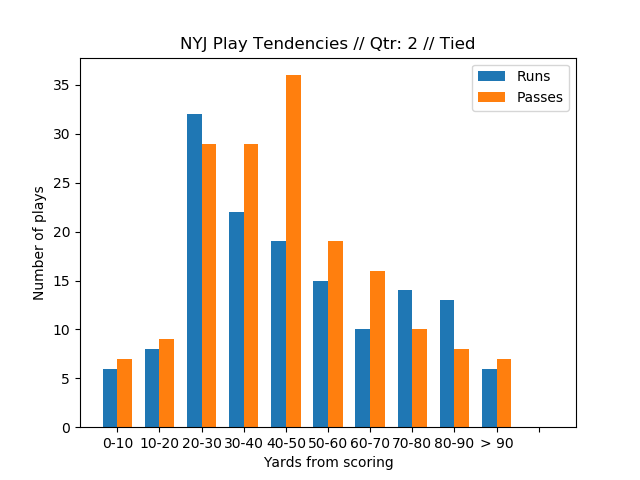 NYJ Play Tendencies // Qtr: 2 // Tied
Runs
Passes
Number of plays
35
30
25
20
15
10
5
0
0-10 10-20 20-30 30-40 40-50 50-60 60-70 70-80 80-90 > 90
Yards from scoring